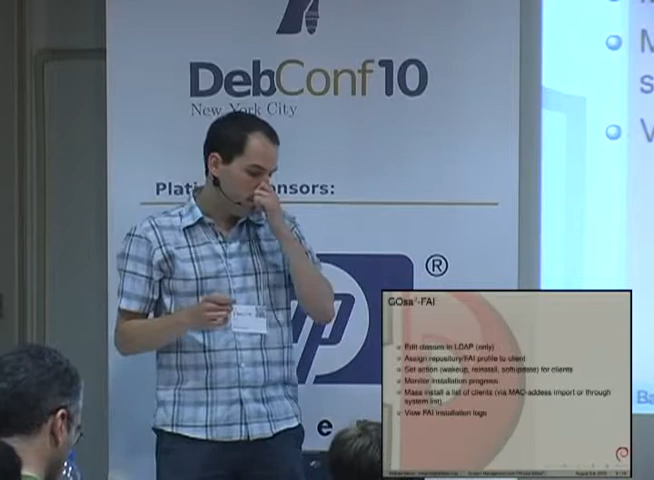 DebConf10
New York City
Platinum Sponsors:
hp
®
GOsa²-FAI
Edit classes in LDAP (only)
Assign repository/FAI profile to client
Set action (wakeup, reinstall, softupdate) for clients
Monitor installation progress
Mass install a list of clients (via MAC-address import or through
system list)
View FAI installation logs